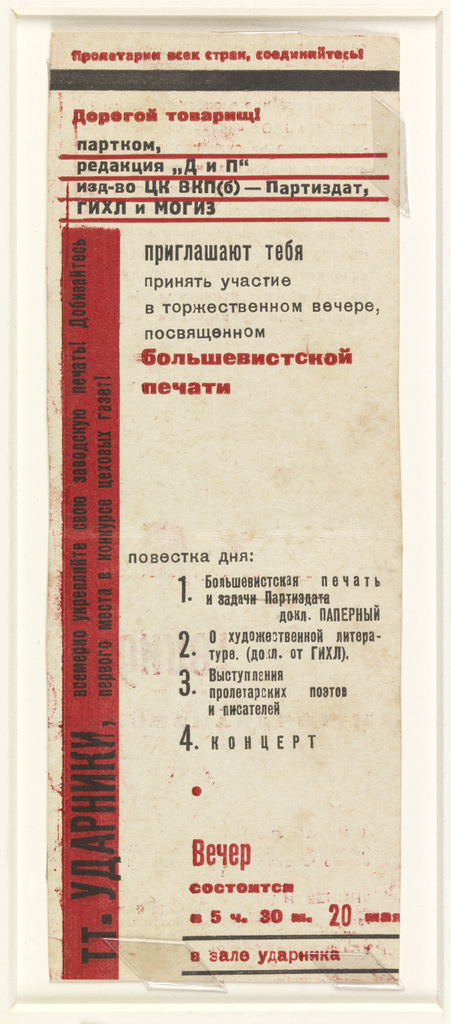 Пролетарии всех стран, соединяйтесь!
Дорогой товарищ!
партком,
редакция „Д и П“
изд-во ЦК ВКП(б) — Партиздат,
ГИХЛ и МОГИЗ
приглашают тебя
принять участие
в торжественном вечере,
посвященном
большевистской
печати
тт. УДАРНИКИ, всемерно укрепляйте свою заводскую печать! Добивайтесь
первого места в конкурсе цеховых газет!
повестка дня:
1. Большевистская печать
и задачи Партиздата
докл. ПАПЕРНЫЙ
2. О художественной литера-
туре. (докл. от ГИХЛ).
3. Выступления
пролетарских поэтов
и писателей
4. КОНЦЕРТ
Вечер
состоится
в 5 ч. 30 м. 20 мая
в зале ударника